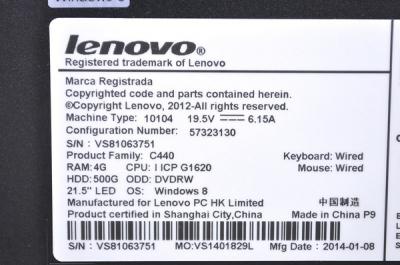 Windows 8
lenovo®
Registered trademark of Lenovo
Marca Registrada
Copyrighted code and parts contained herein.
©Copyright Lenovo, 2012-All rights reserved.
Machine Type: 10104 19.5V ⎓ 6.15A
Configuration Number: 57323130
S/N : VS81063751
Product Family: C440 Keyboard: Wired
RAM: 4G CPU: I ICP G1620 Mouse: Wired
HDD: 500G ODD: DVDRW
21.5" LED OS: Windows 8
Manufactured for Lenovo PC HK Limited 中国制造
Product certified in Shanghai City,China Made in China P9
S/N : VS81063751 MO:VS1401829L Mfg Date : 2014-01-08